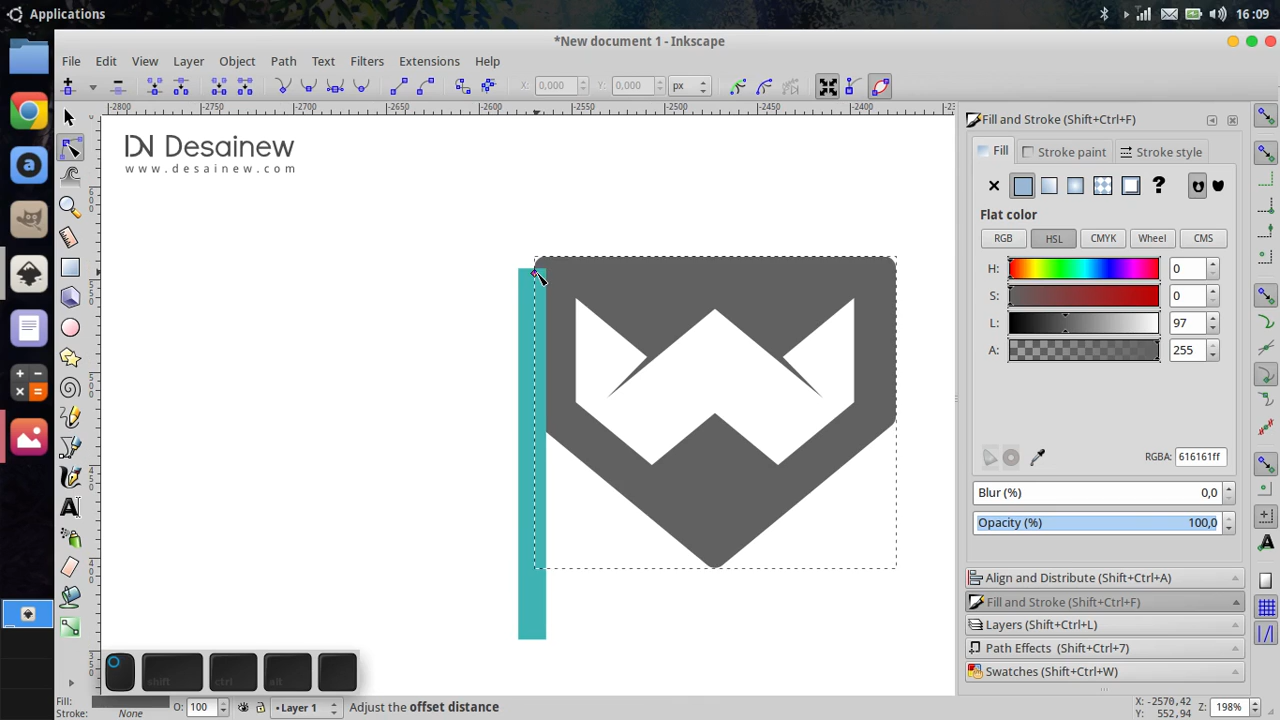 Applications
16:09
*New document 1 - Inkscape
File Edit View Layer Object Path Text Filters Extensions Help
X: 0,000 Y: 0,000 px
-2800 -2750 -2700 -2650 -2600 -2550 -2500 -2450 -2400
Desainew
www.desainew.com
Fill and Stroke (Shift+Ctrl+F)
Fill Stroke paint Stroke style
Flat color
RGB HSL CMYK Wheel CMS
H: 0
S: 0
L: 97
A: 255
RGBA: 616161ff
Blur (%) 0,0
Opacity (%) 100,0
Align and Distribute (Shift+Ctrl+A)
Fill and Stroke (Shift+Ctrl+F)
Layers (Shift+Ctrl+L)
Path Effects (Shift+Ctrl+7)
Swatches (Shift+Ctrl+W)
shift ctrl alt
Fill:
Stroke: None
O: 100
Layer 1
Adjust the offset distance
X: -2570,42
Y: 552,94
Z: 198%